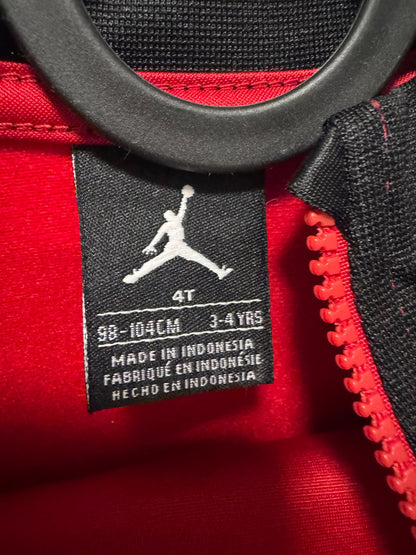 4T
98-104CM 3-4 YRS
MADE IN INDONESIA
FABRIQUÉ EN INDONÉSIE
HECHO EN INDONESIA